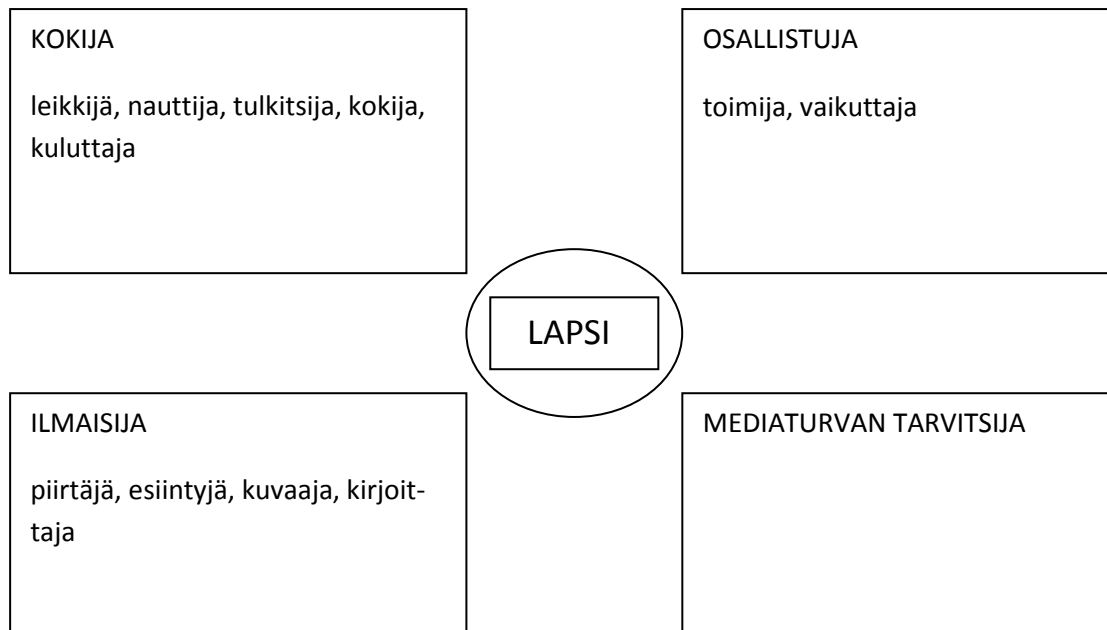 KOKIJA
leikkijä, nauttija, tulkitsija, kokija,
kuluttaja
OSALLISTUJA
toimija, vaikuttaja
LAPSI
ILMAISIJA
piirtäjä, esiintyjä, kuvaaja, kirjoit-
taja
MEDIATURVAN TARVITSIJA